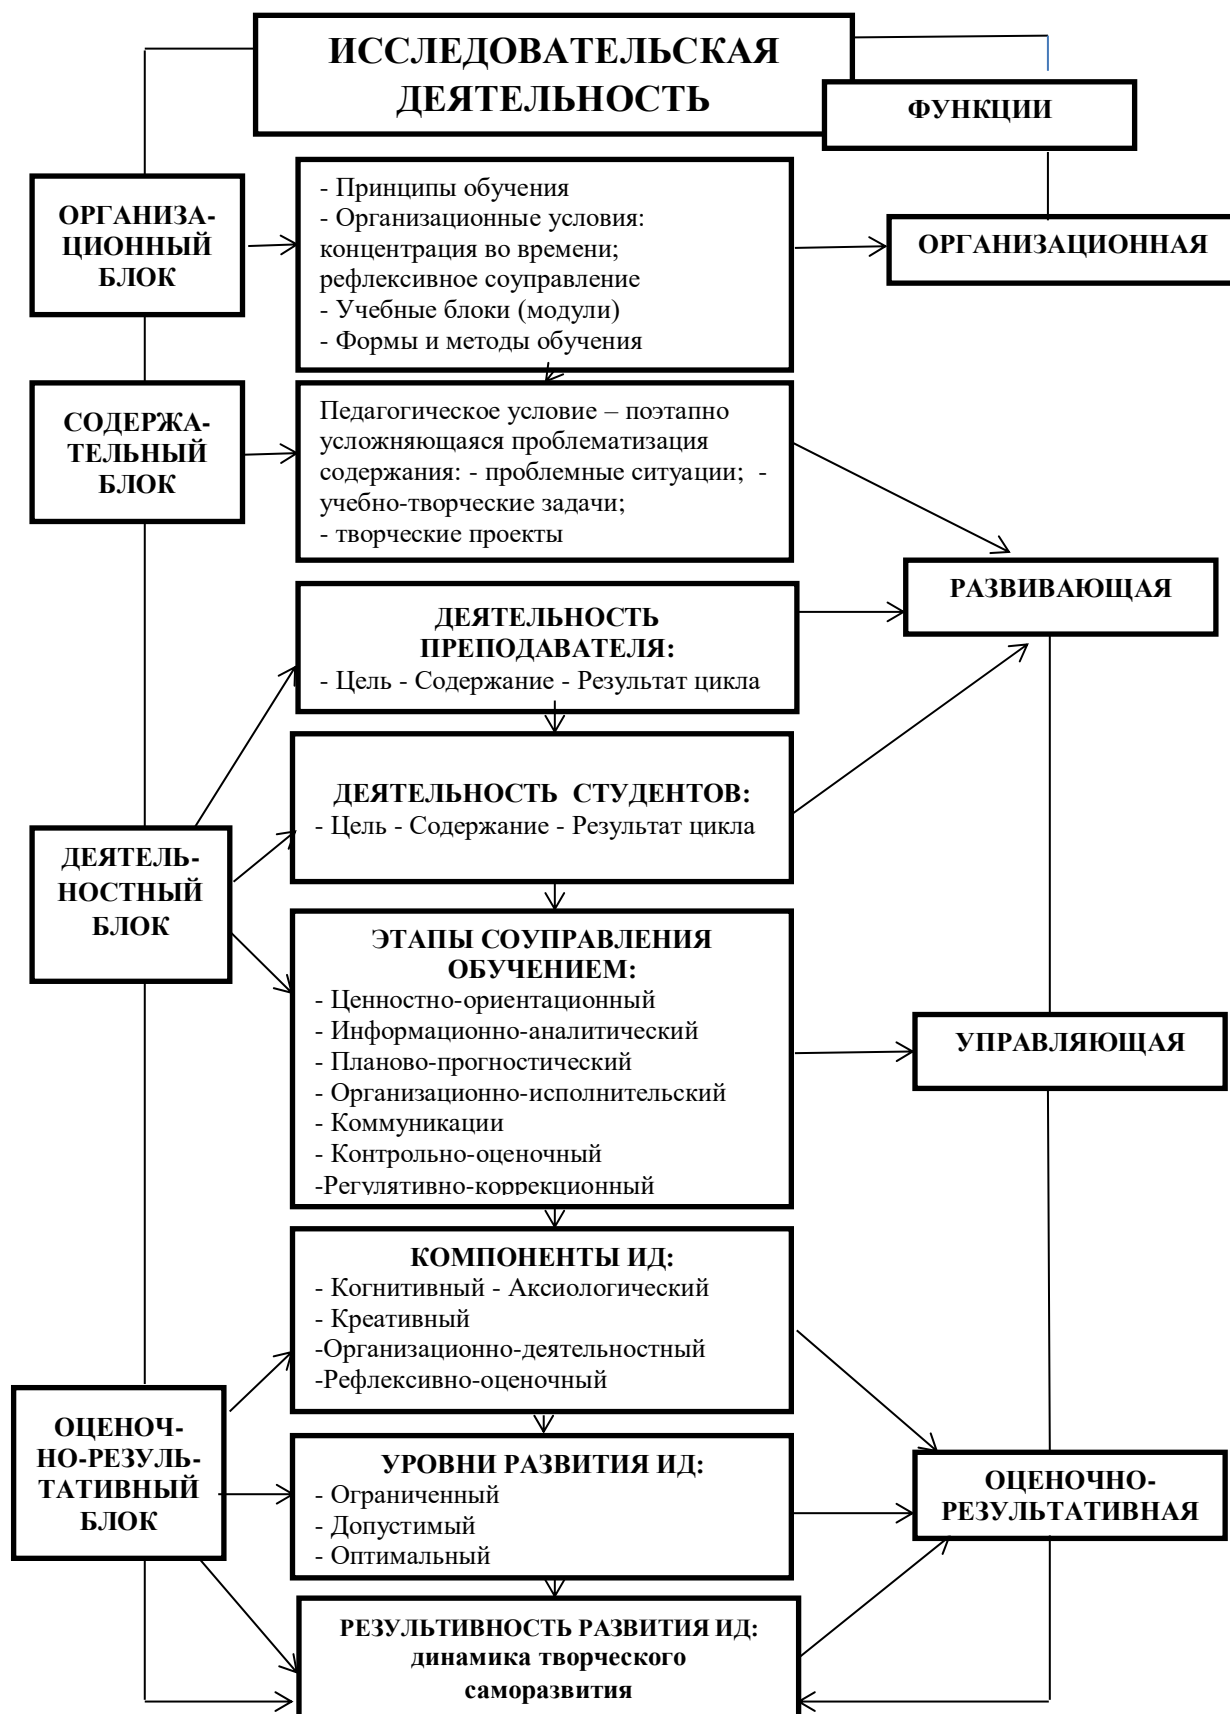 ИССЛЕДОВАТЕЛЬСКАЯ
ДЕЯТЕЛЬНОСТЬ
ФУНКЦИИ
ОРГАНИЗА-
ЦИОННЫЙ
БЛОК
- Принципы обучения
- Организационные условия:
концентрация во времени;
рефлексивное соуправление
- Учебные блоки (модули)
- Формы и методы обучения
ОРГАНИЗАЦИОННАЯ
СОДЕРЖА-
ТЕЛЬНЫЙ
БЛОК
Педагогическое условие – поэтапно
усложняющаяся проблематизация
содержания: - проблемные ситуации; -
учебно-творческие задачи;
- творческие проекты
РАЗВИВАЮЩАЯ
ДЕЯТЕЛЬНОСТЬ
ПРЕПОДАВАТЕЛЯ:
- Цель - Содержание - Результат цикла
ДЕЯТЕЛЬНОСТЬ СТУДЕНТОВ:
- Цель - Содержание - Результат цикла
ДЕЯТЕЛЬ-
НОСТНЫЙ
БЛОК
ЭТАПЫ СОУПРАВЛЕНИЯ
ОБУЧЕНИЕМ:
- Ценностно-ориентационный
- Информационно-аналитический
- Планово-прогностический
- Организационно-исполнительский
- Коммуникации
- Контрольно-оценочный
-Регулятивно-коррекционный
УПРАВЛЯЮЩАЯ
КОМПОНЕНТЫ ИД:
- Когнитивный - Аксиологический
- Креативный
-Организационно-деятельностный
-Рефлексивно-оценочный
ОЦЕНОЧ-
НО-РЕЗУЛЬ-
ТАТИВНЫЙ
БЛОК
УРОВНИ РАЗВИТИЯ ИД:
- Ограниченный
- Допустимый
- Оптимальный
ОЦЕНОЧНО-
РЕЗУЛЬТАТИВНАЯ
РЕЗУЛЬТИВНОСТЬ РАЗВИТИЯ ИД:
динамика творческого
саморазвития